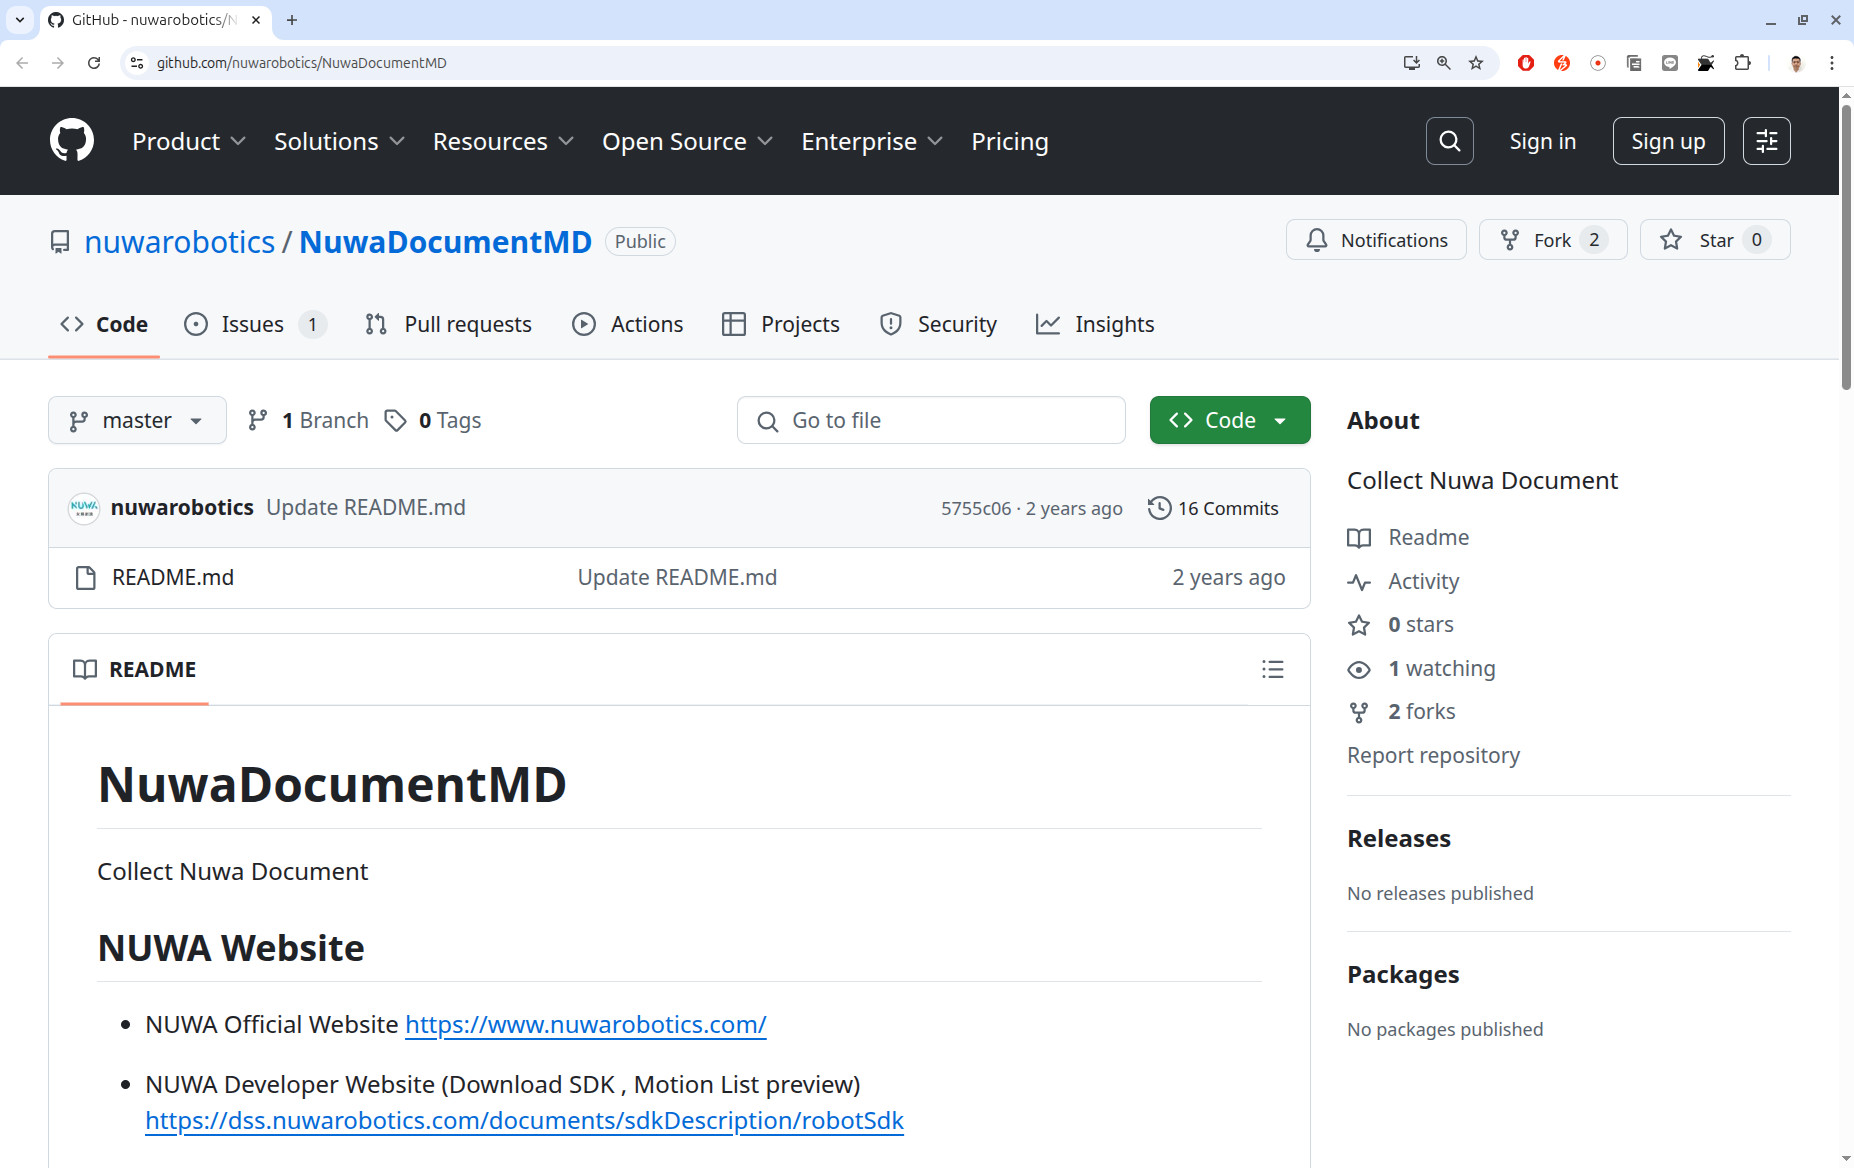 GitHub - nuwarobotics/N
github.com/nuwarobotics/NuwaDocumentMD
Product Solutions Resources Open Source Enterprise Pricing Sign in Sign up
nuwarobotics / NuwaDocumentMD Public Notifications Fork 2 Star 0
Code Issues 1 Pull requests Actions Projects Security Insights
master 1 Branch 0 Tags Go to file Code
nuwarobotics Update README.md 5755c06 · 2 years ago 16 Commits
README.md Update README.md 2 years ago
README
NuwaDocumentMD
Collect Nuwa Document
NUWA Website
NUWA Official Website https://www.nuwarobotics.com/
NUWA Developer Website (Download SDK , Motion List preview)
https://dss.nuwarobotics.com/documents/sdkDescription/robotSdk
About
Collect Nuwa Document
Readme
Activity
0 stars
1 watching
2 forks
Report repository
Releases
No releases published
Packages
No packages published